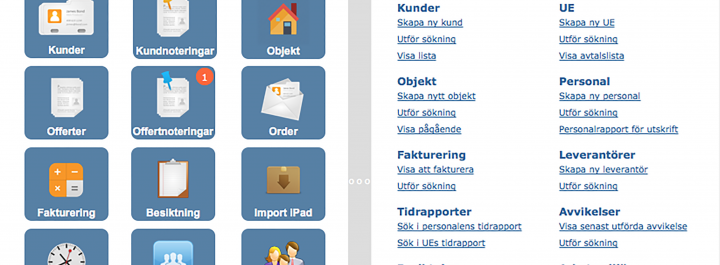 Kunder
Kundnoteringar
Objekt
Offerter
1
Offertnoteringar
Order
Fakturering
Besiktning
Import iPad
Kunder
Skapa ny kund
Utför sökning
Visa lista
UE
Skapa ny UE
Utför sökning
Visa avtalslista
Objekt
Skapa nytt objekt
Utför sökning
Visa pågående
Personal
Skapa ny personal
Utför sökning
Personalrapport för utskrift
Fakturering
Visa att fakturera
Utför sökning
Leverantörer
Skapa ny leverantör
Utför sökning
Tidrapporter
Sök i personalens tidrapport
Sök i UEs tidrapport
Avvikelser
Visa senast utförda avvikelse
Utför sökning